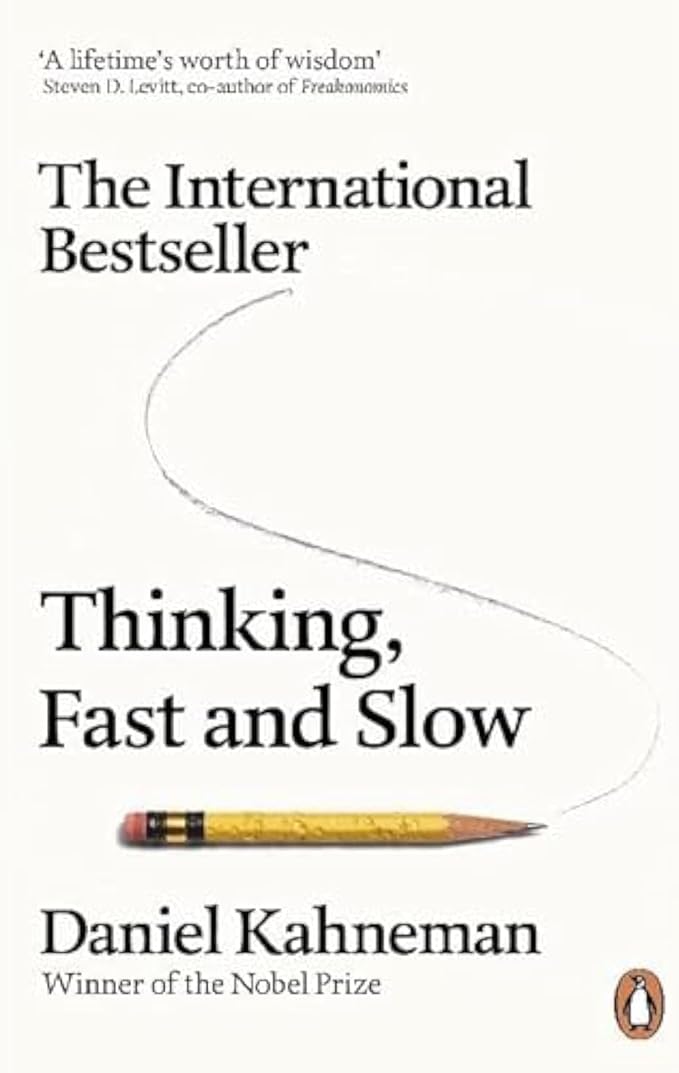 ‘A lifetime’s worth of wisdom’
Steven D. Levitt, co-author of Freakonomics
The International
Bestseller
Thinking,
Fast and Slow
Daniel Kahneman
Winner of the Nobel Prize